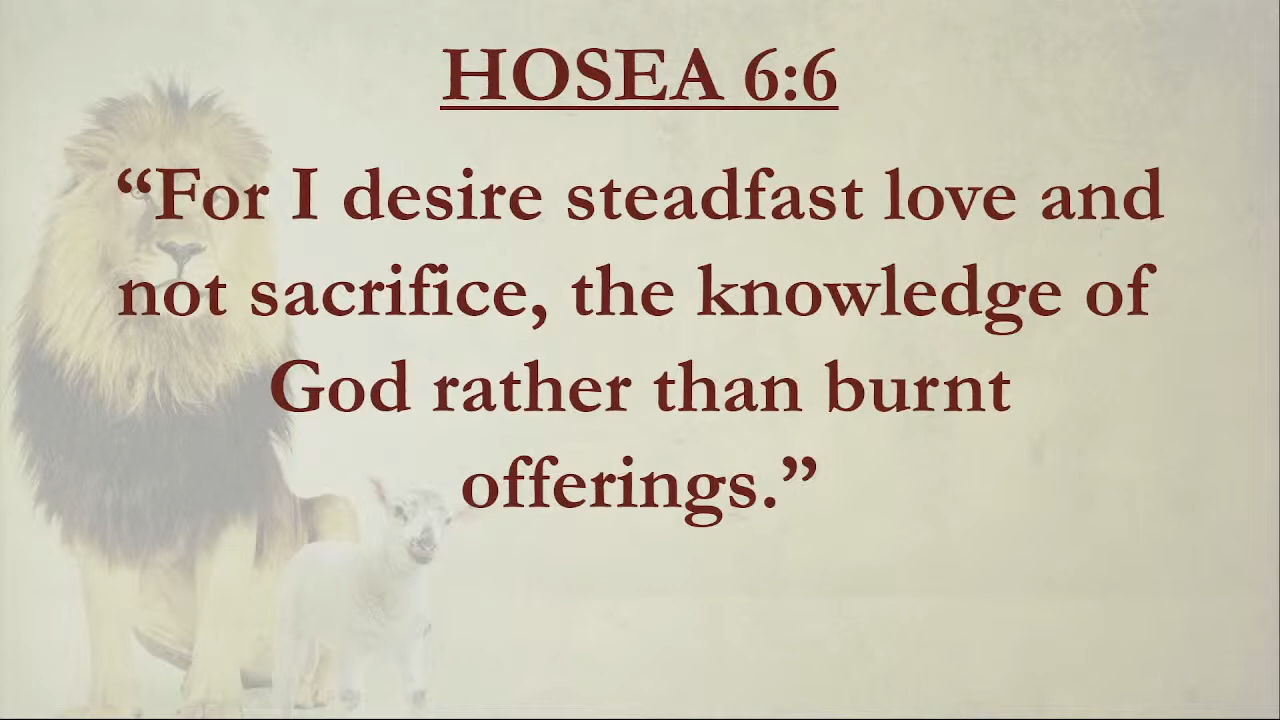 HOSEA 6:6
“For I desire steadfast love and
not sacrifice, the knowledge of
God rather than burnt
offerings.”